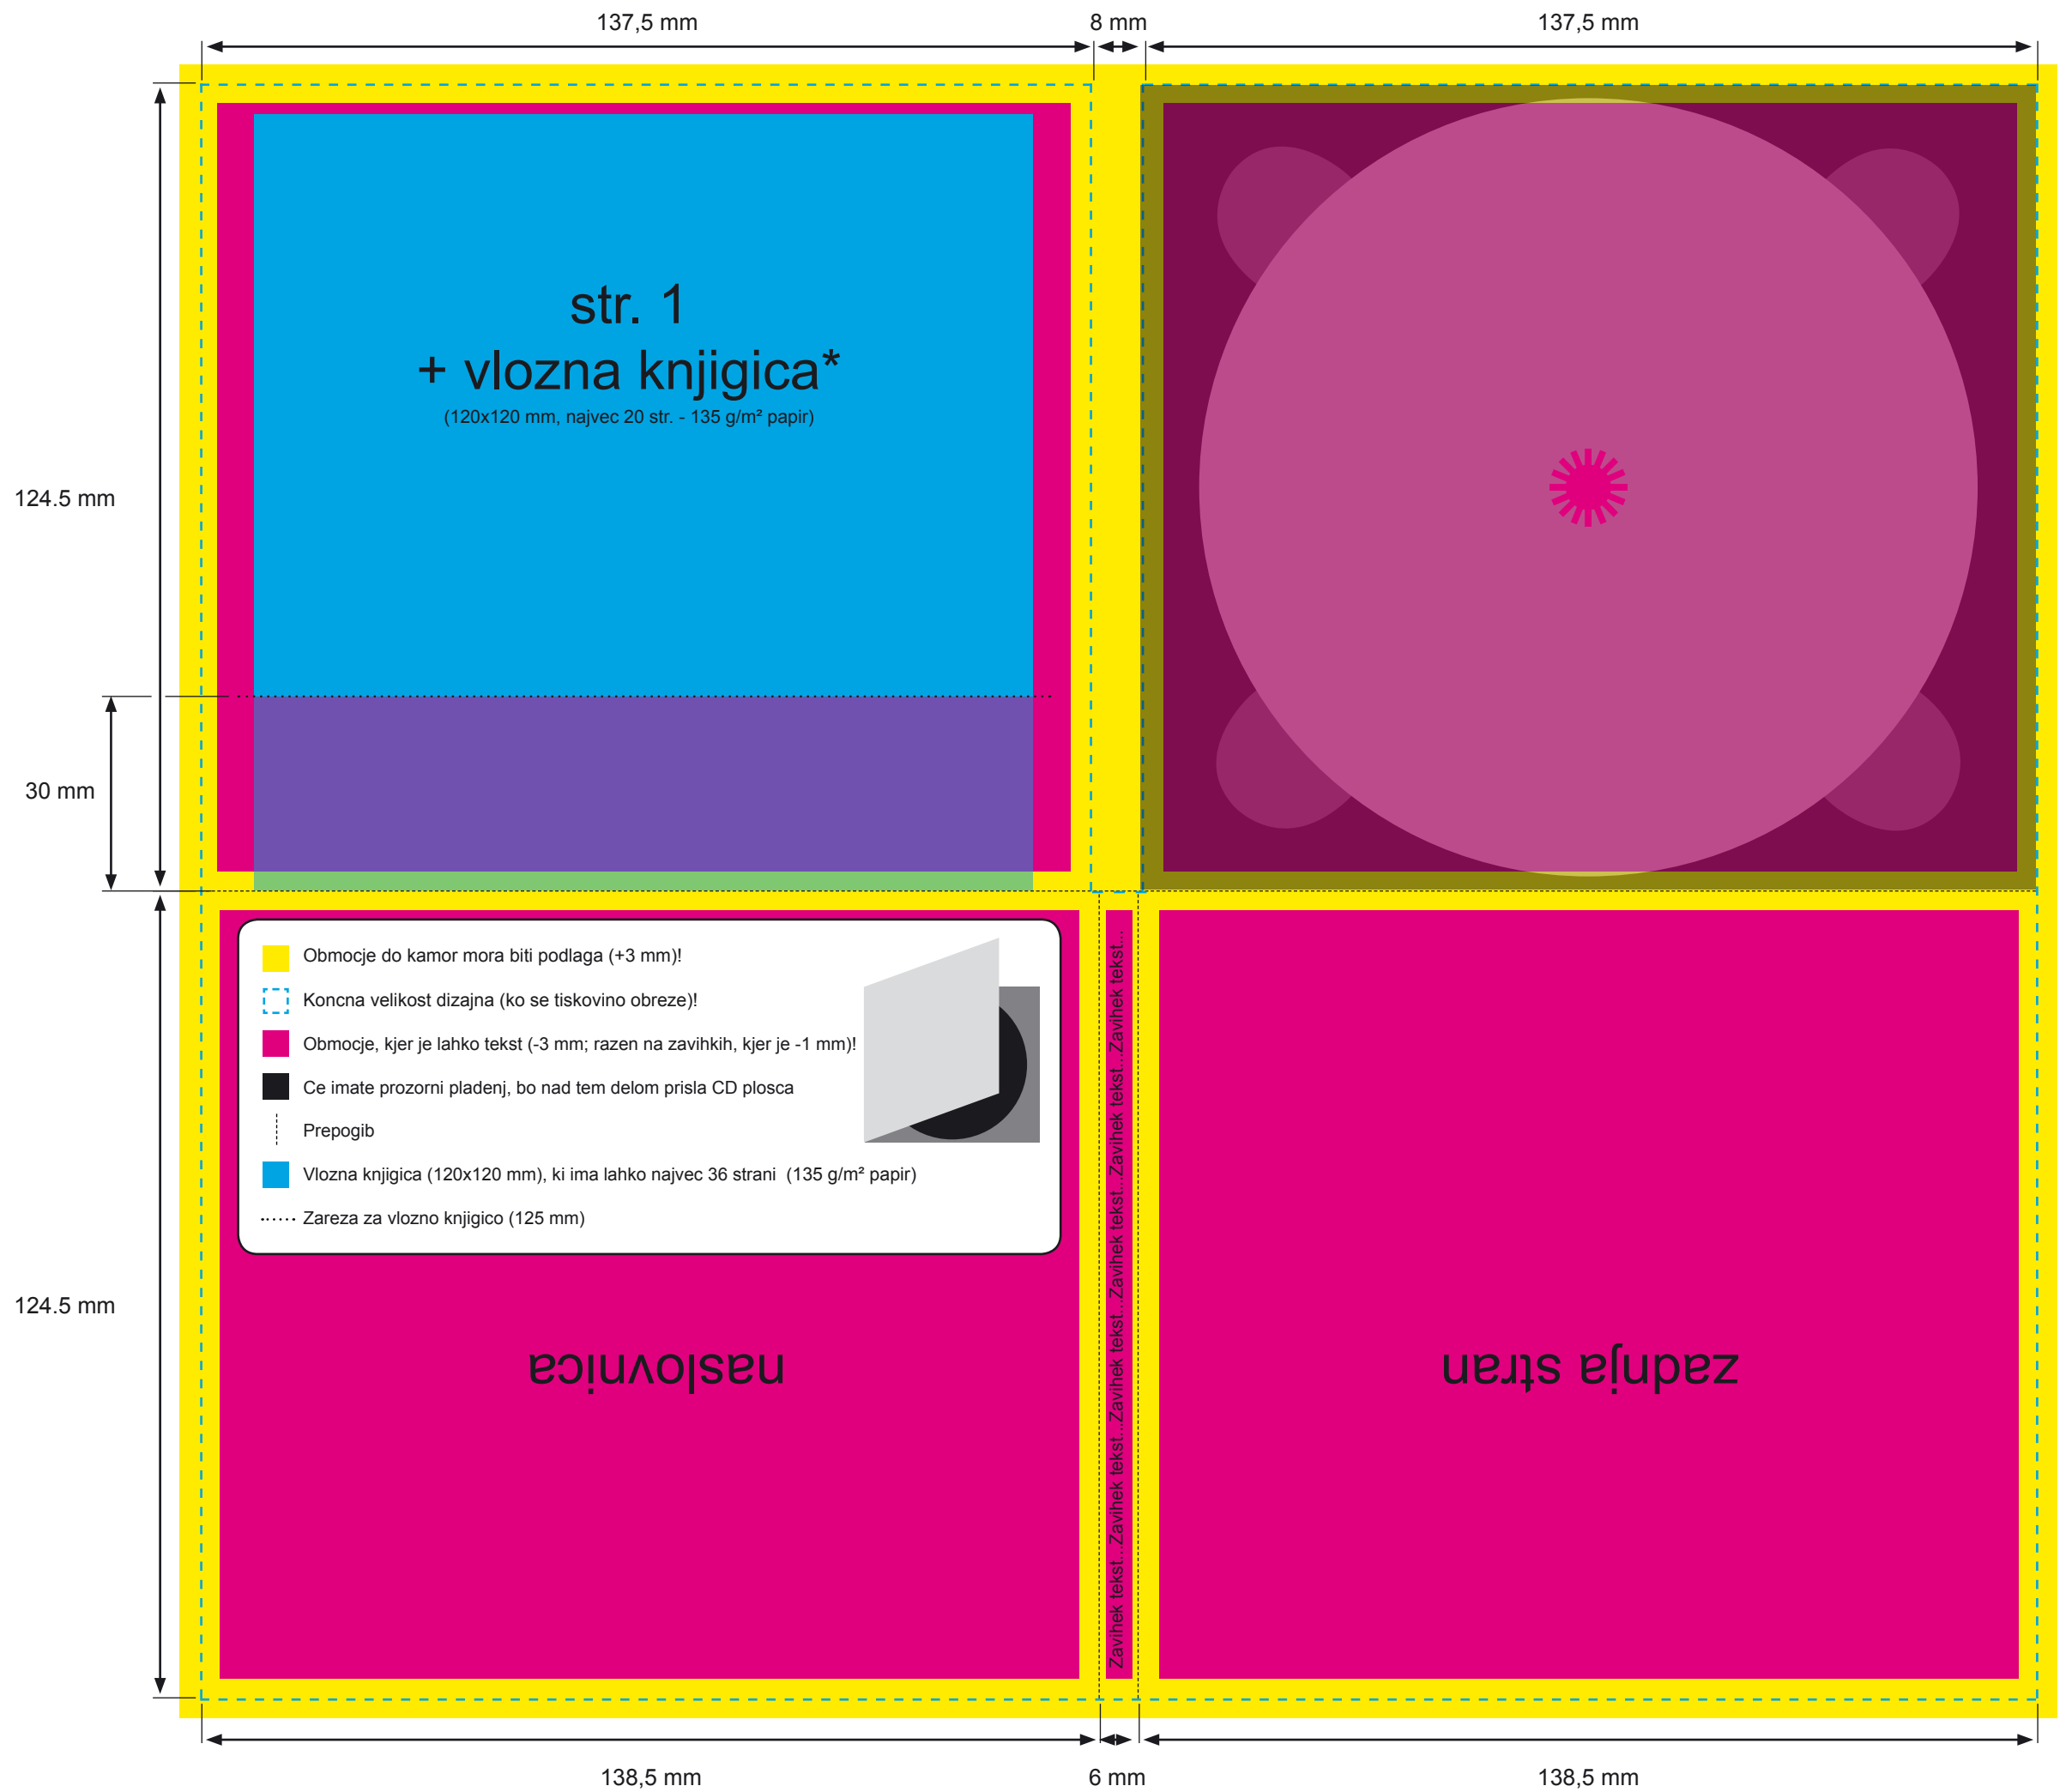 137,5 mm
8 mm
137,5 mm
str. 1
+ vlozna knjigica*
(120x120 mm, najvec 20 str. - 135 g/m² papir)
124.5 mm
30 mm
Obmocje do kamor mora biti podlaga (+3 mm)!
Koncna velikost dizajna (ko se tiskovino obreze)!
Obmocje, kjer je lahko tekst (-3 mm; razen na zavihkih, kjer je -1 mm)!
Ce imate prozorni pladenj, bo nad tem delom prisla CD plosca
Prepogib
Vlozna knjigica (120x120 mm), ki ima lahko najvec 36 strani (135 g/m² papir)
Zareza za vlozno knjigico (125 mm)
Zavihek tekst...Zavihek tekst...Zavihek tekst...Zavihek tekst...Zavihek tekst...Zavihek tekst...
124.5 mm
naslovnica
zadnja stran
138,5 mm
6 mm
138,5 mm